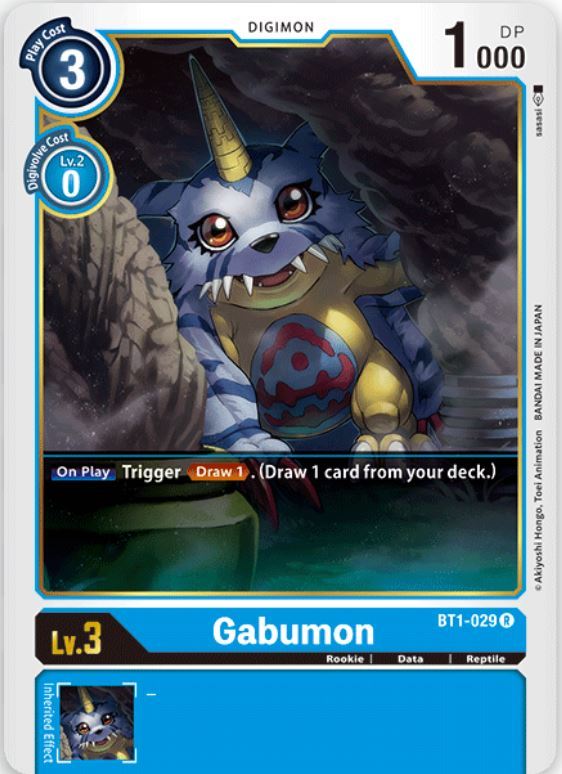 DIGIMON
Play Cost
3
1000
DP
Digivolve Cost
Lv.2
0
sasasi
On Play Trigger Draw 1. (Draw 1 card from your deck.)
© Akiyoshi Hongo, Toei Animation BANDAI MADE IN JAPAN
Lv.3
Gabumon
BT1-029 R
Rookie | Data | Reptile
Inherited Effect
–